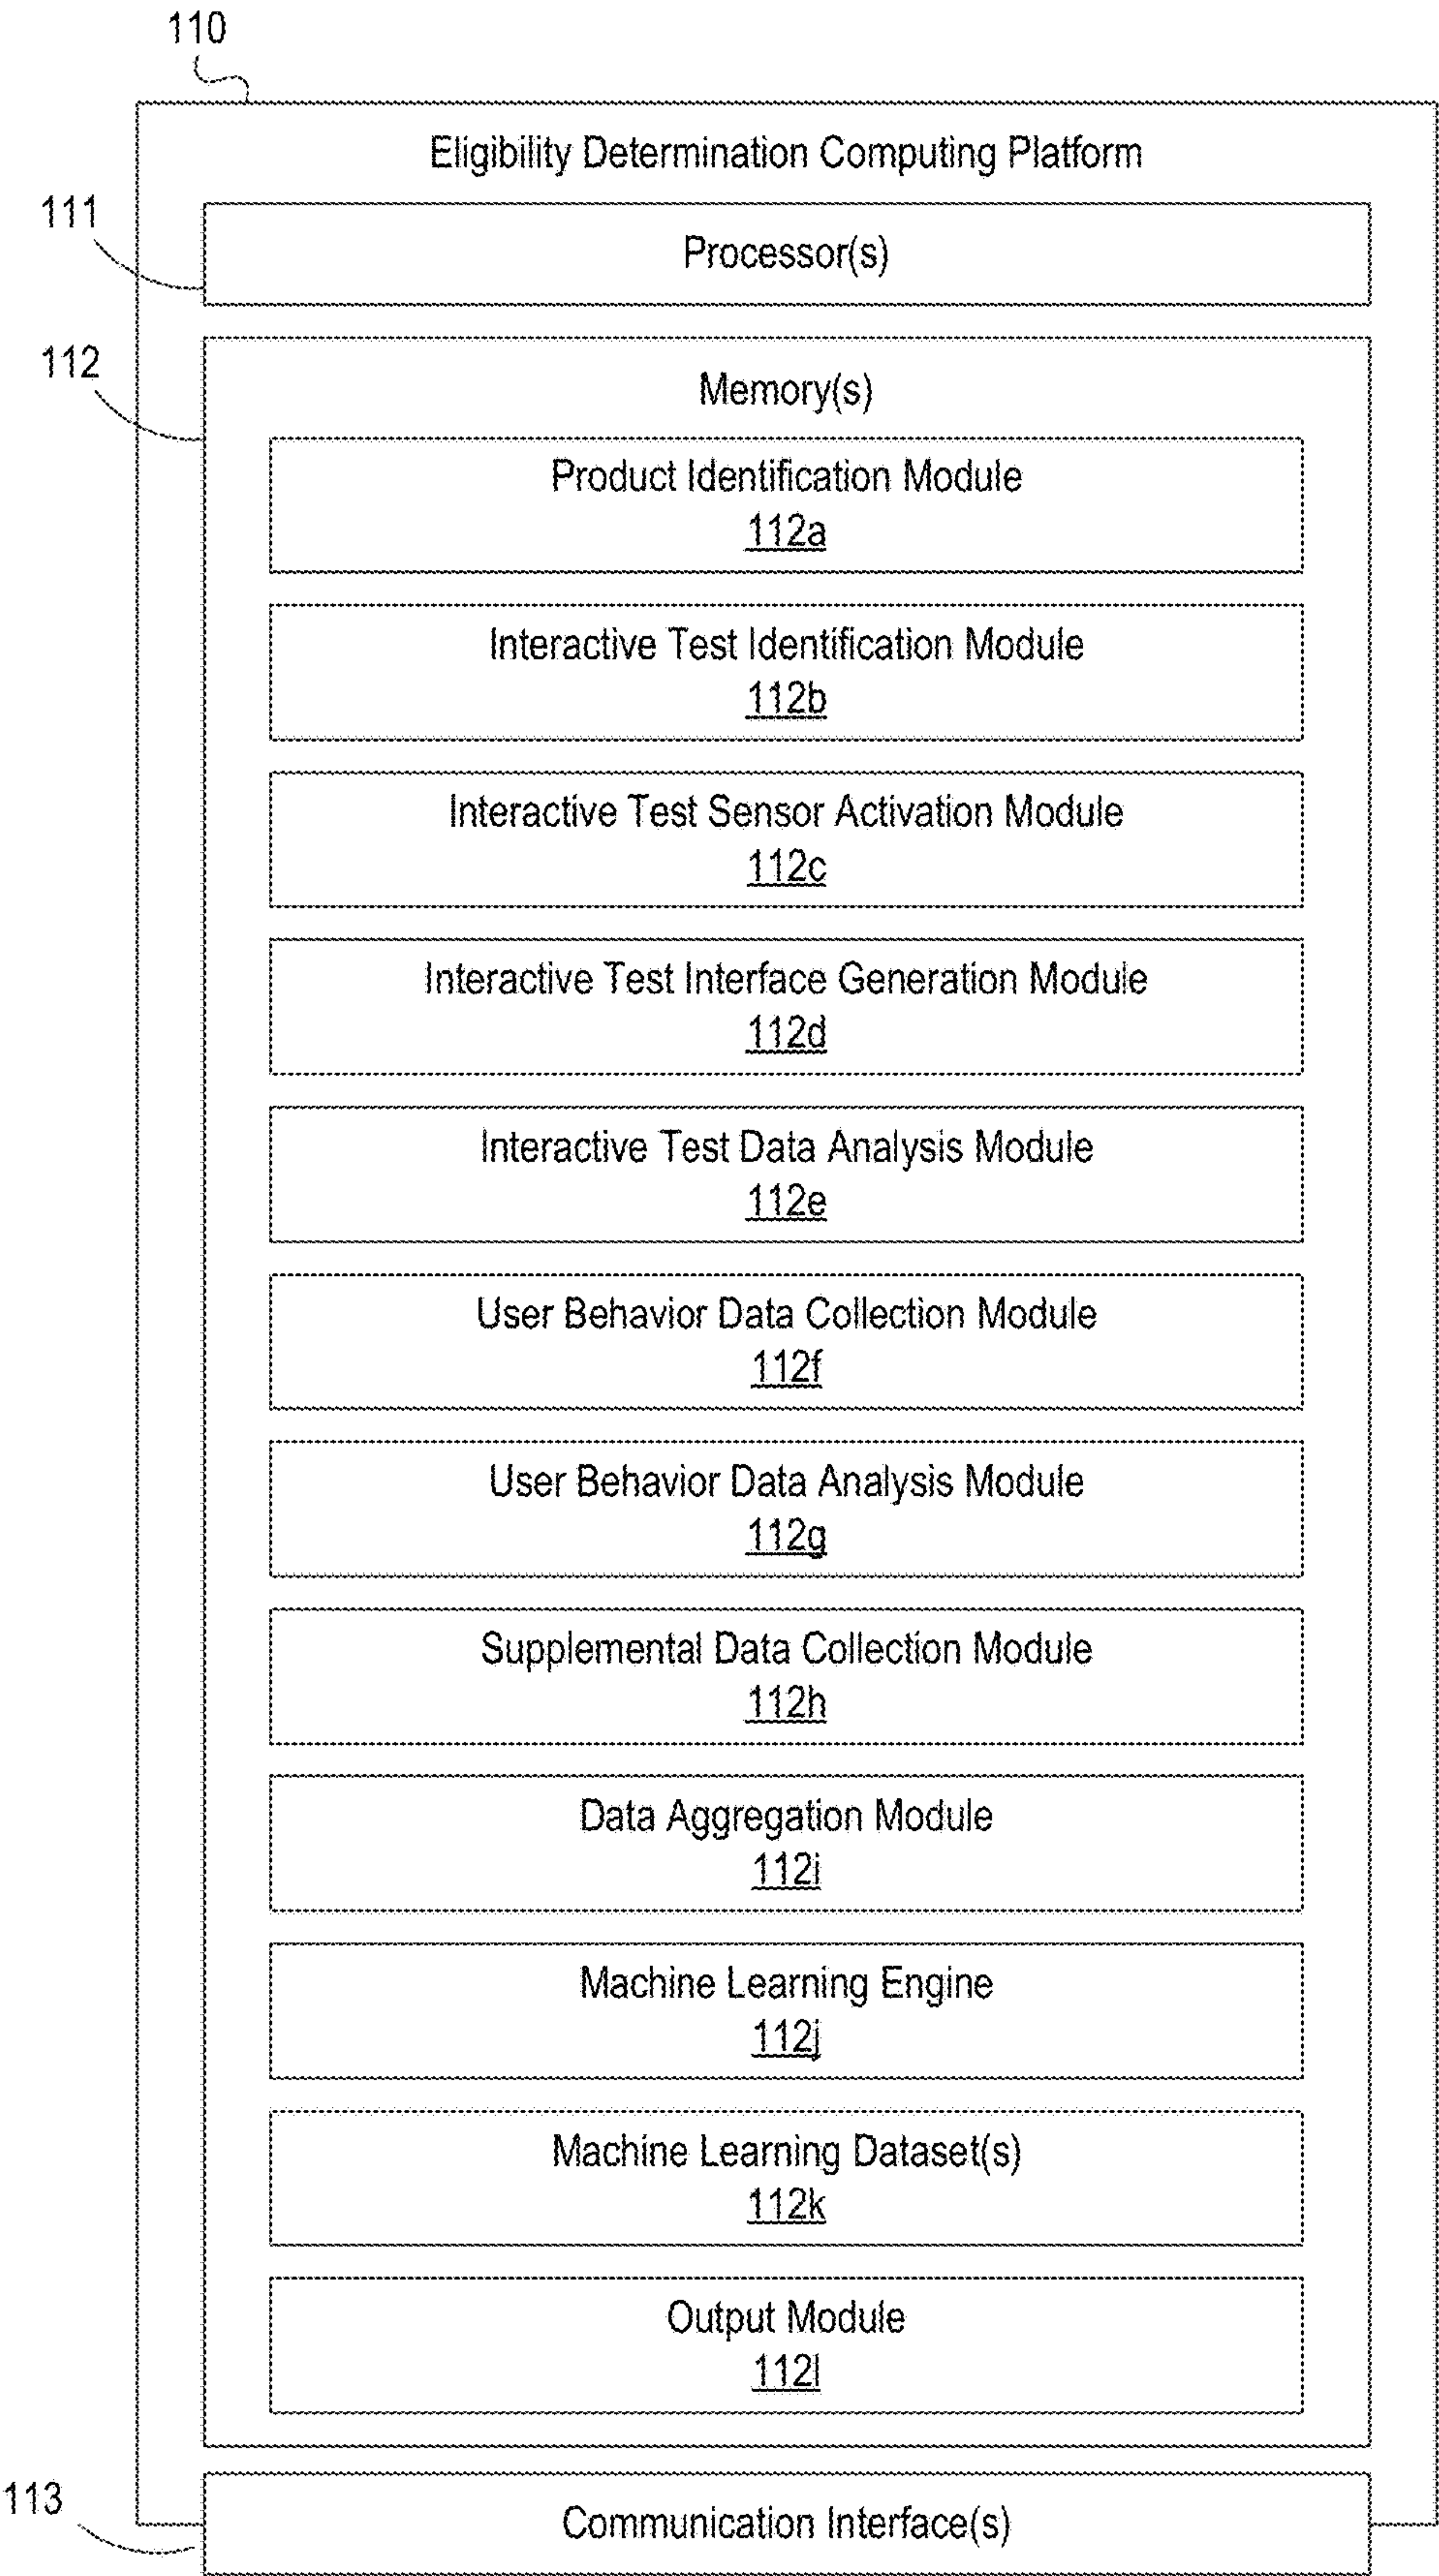 110
Eligibility Determination Computing Platform
111
Processor(s)
112
Memory(s)
Product Identification Module
112a
Interactive Test Identification Module
112b
Interactive Test Sensor Activation Module
112c
Interactive Test Interface Generation Module
112d
Interactive Test Data Analysis Module
112e
User Behavior Data Collection Module
112f
User Behavior Data Analysis Module
112g
Supplemental Data Collection Module
112h
Data Aggregation Module
112i
Machine Learning Engine
112j
Machine Learning Dataset(s)
112k
Output Module
112l
113
Communication Interface(s)